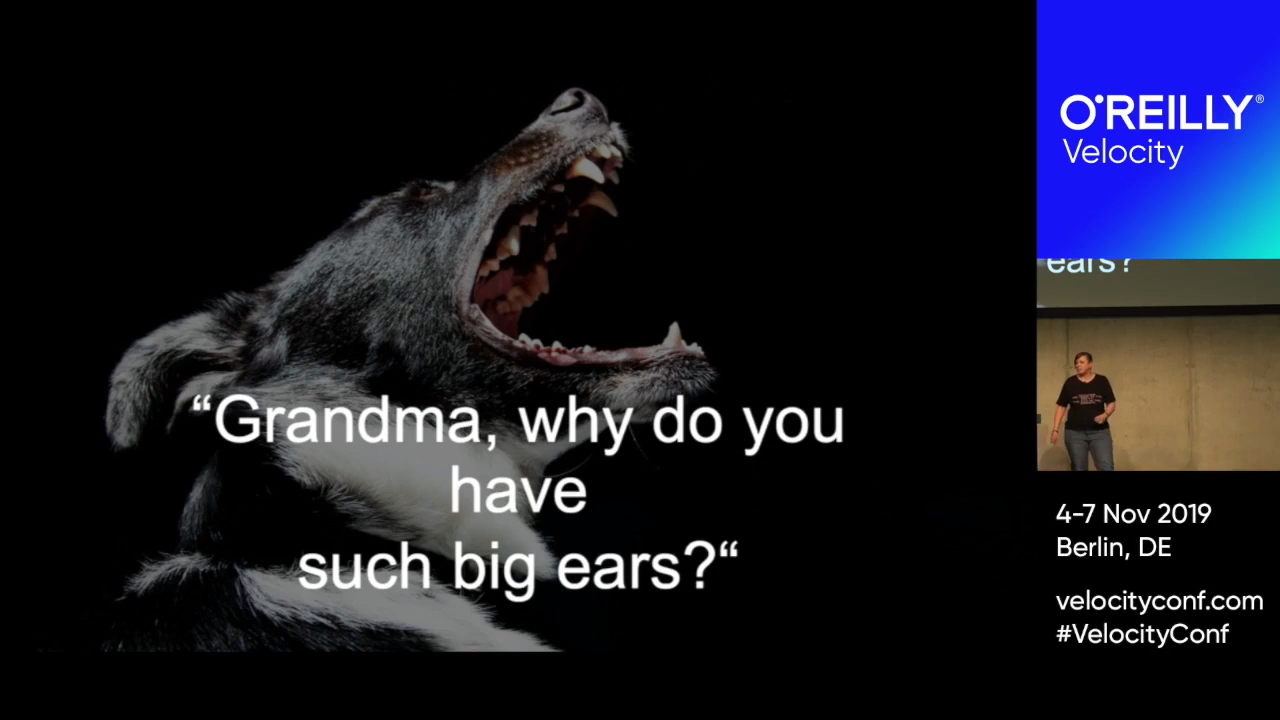 “Grandma, why do you
have
such big ears?“
O'REILLY®
Velocity
ears?
4-7 Nov 2019
Berlin, DE
velocityconf.com
#VelocityConf